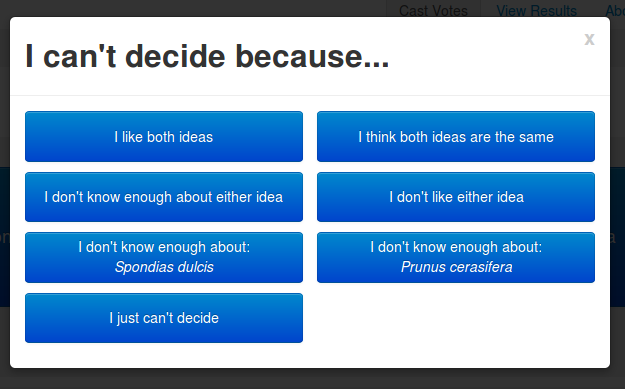 Cast Votes View Results Abo
I can't decide because...
x
I like both ideas
I think both ideas are the same
I don't know enough about either idea
I don't like either idea
I don't know enough about:
Spondias dulcis
I don't know enough about:
Prunus cerasifera
I just can't decide